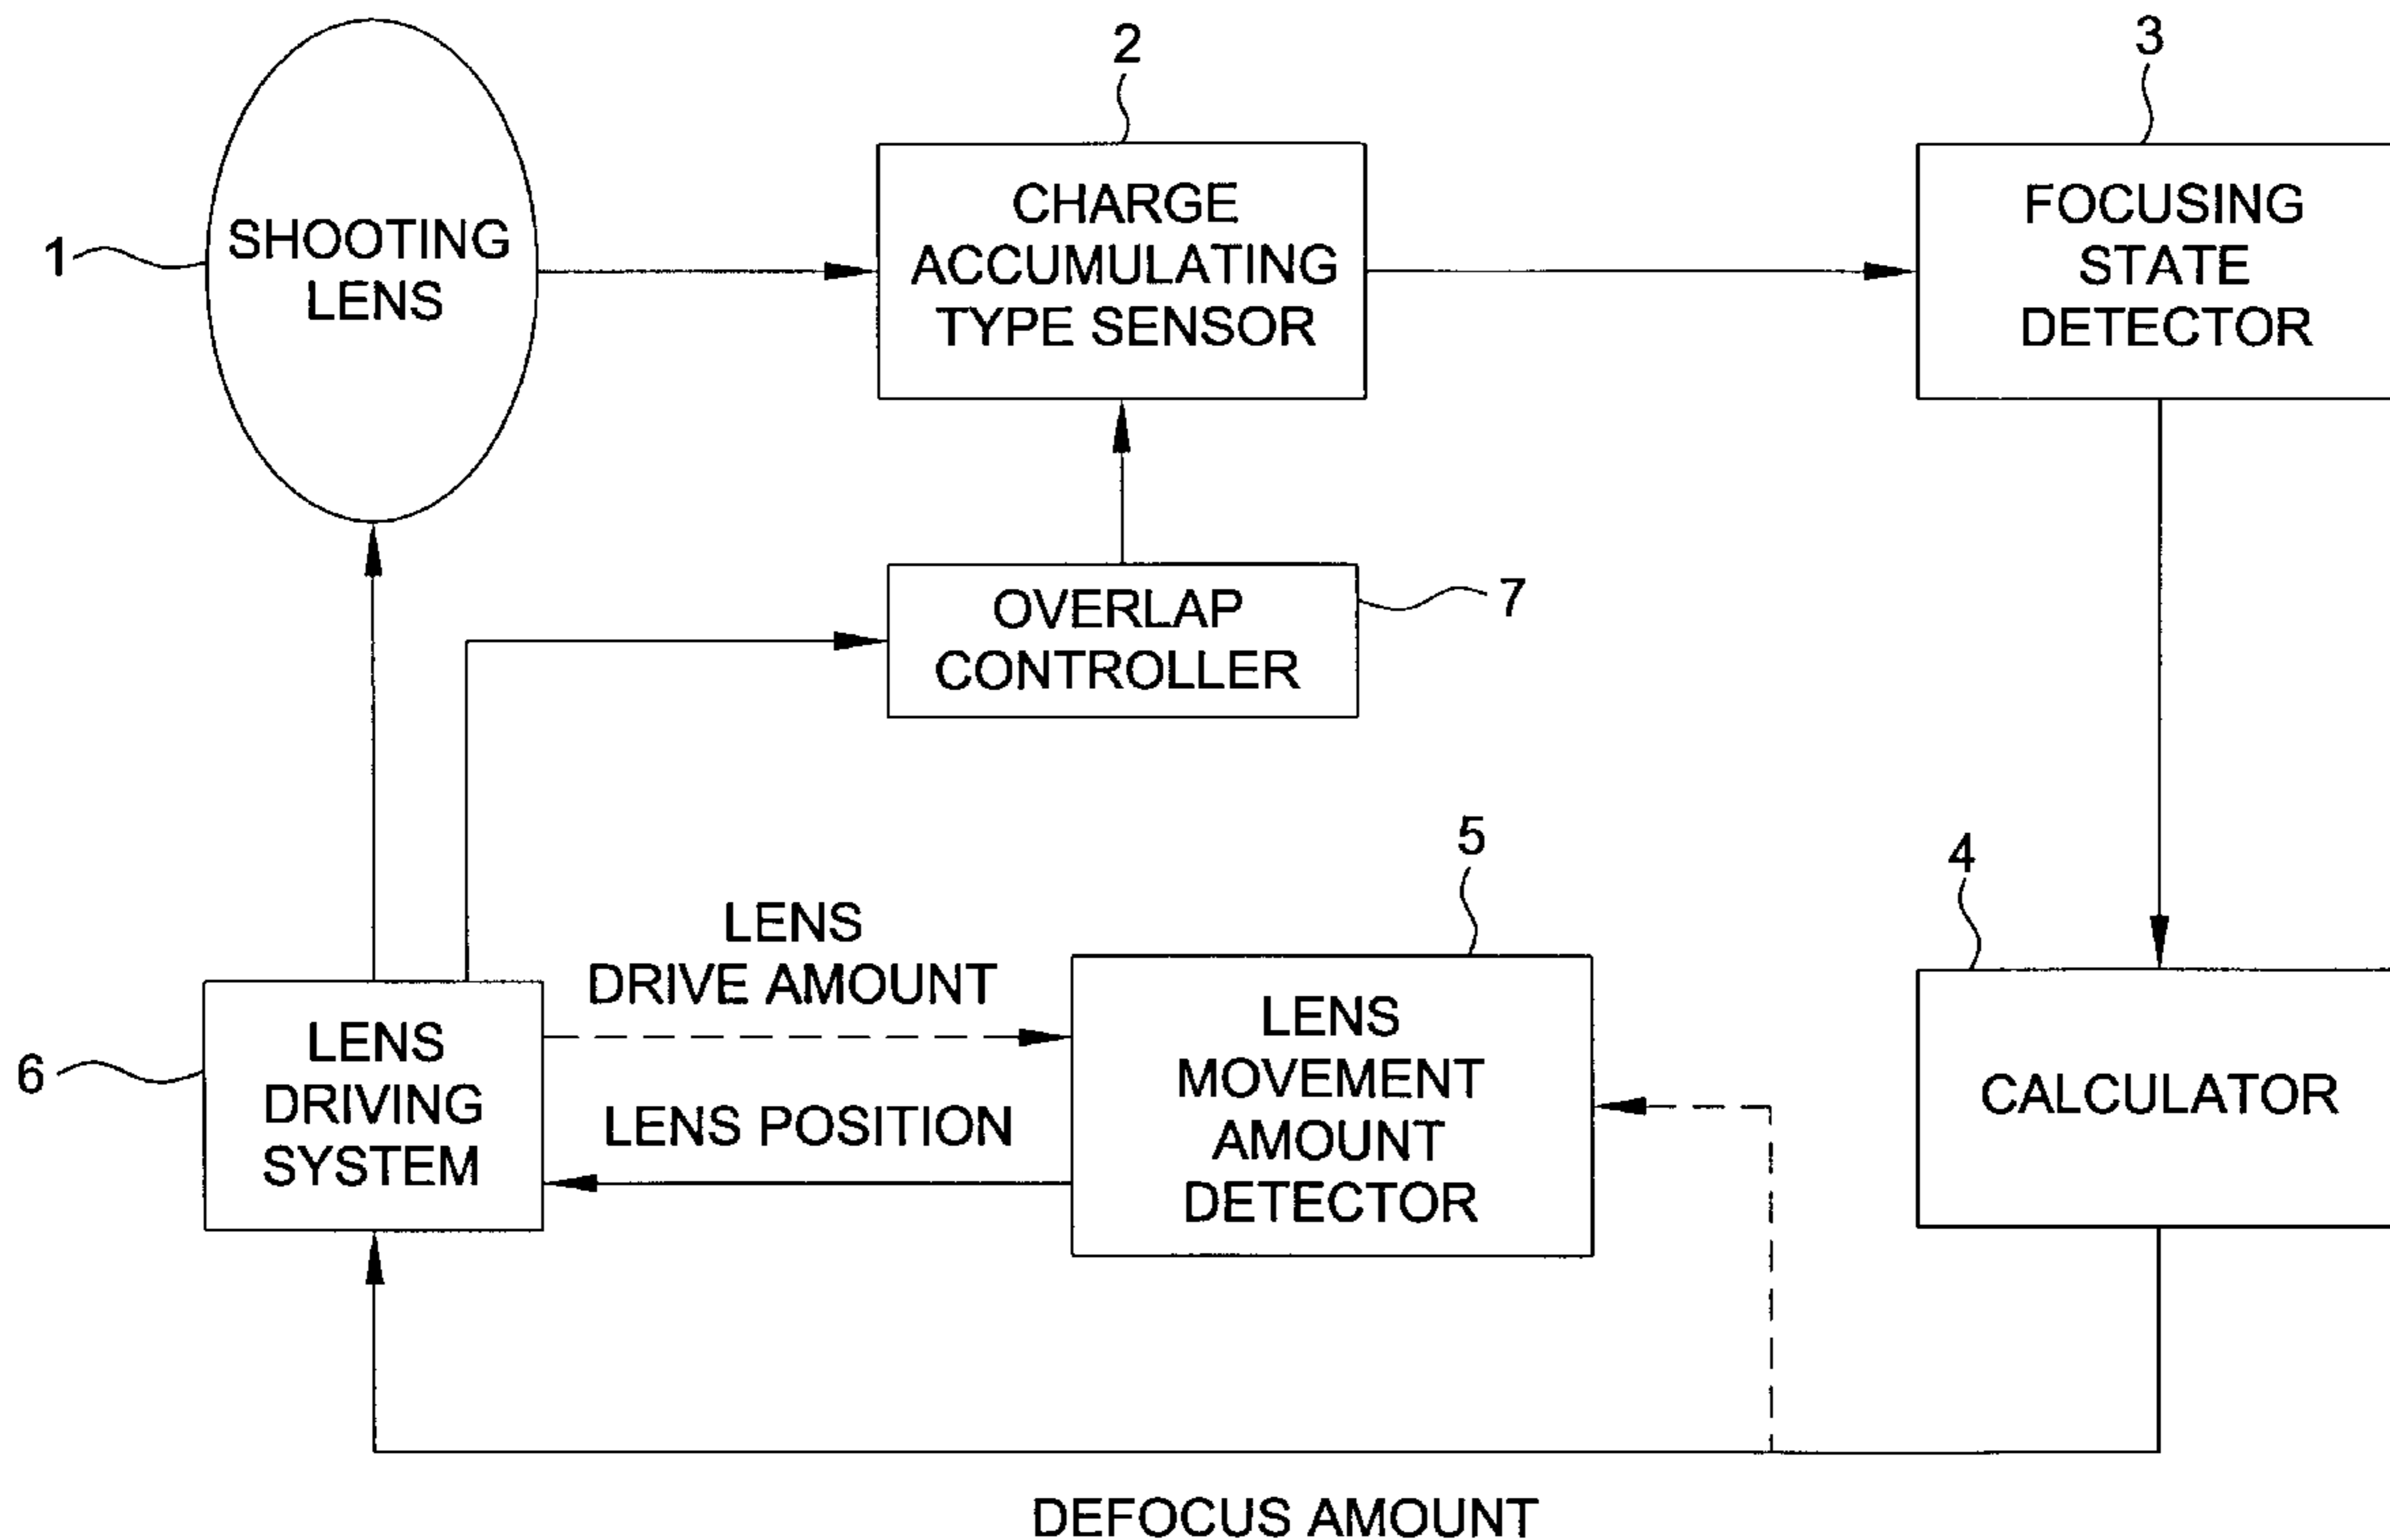 2
3
CHARGE
ACCUMULATING
TYPE SENSOR
FOCUSING
STATE
DETECTOR
1
SHOOTING
LENS
OVERLAP
CONTROLLER
7
5
4
LENS
DRIVE AMOUNT
6
LENS
DRIVING
SYSTEM
LENS POSITION
LENS
MOVEMENT
AMOUNT
DETECTOR
CALCULATOR
DEFOCUS AMOUNT